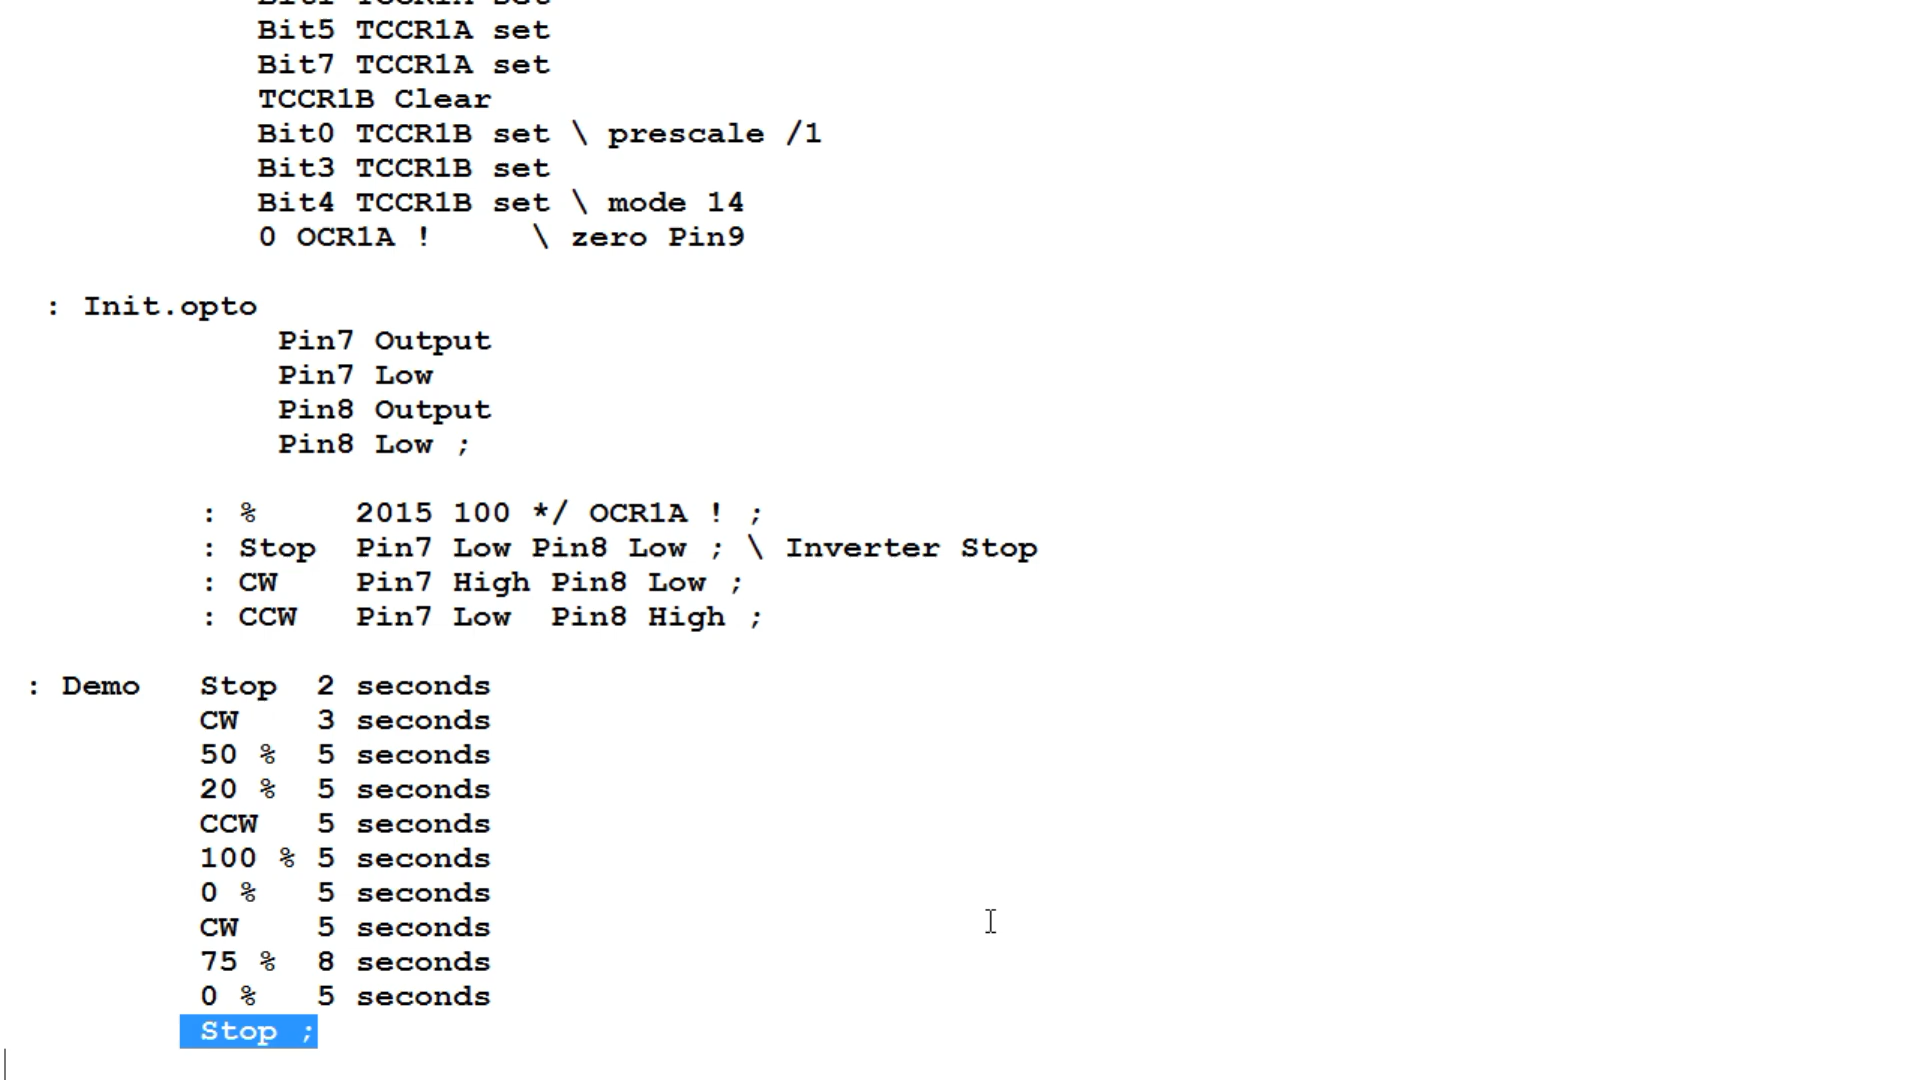 Bit1 TCCR1A set
Bit5 TCCR1A set
Bit7 TCCR1A set
TCCR1B Clear
Bit0 TCCR1B set \ prescale /1
Bit3 TCCR1B set
Bit4 TCCR1B set \ mode 14
0 OCR1A ! \ zero Pin9
: Init.opto
Pin7 Output
Pin7 Low
Pin8 Output
Pin8 Low ;
: % 2015 100 */ OCR1A ! ;
: Stop Pin7 Low Pin8 Low ; \ Inverter Stop
: CW Pin7 High Pin8 Low ;
: CCW Pin7 Low Pin8 High ;
: Demo Stop 2 seconds
CW 3 seconds
50 % 5 seconds
20 % 5 seconds
CCW 5 seconds
100 % 5 seconds
0 % 5 seconds
CW 5 seconds
75 % 8 seconds
0 % 5 seconds
Stop ;